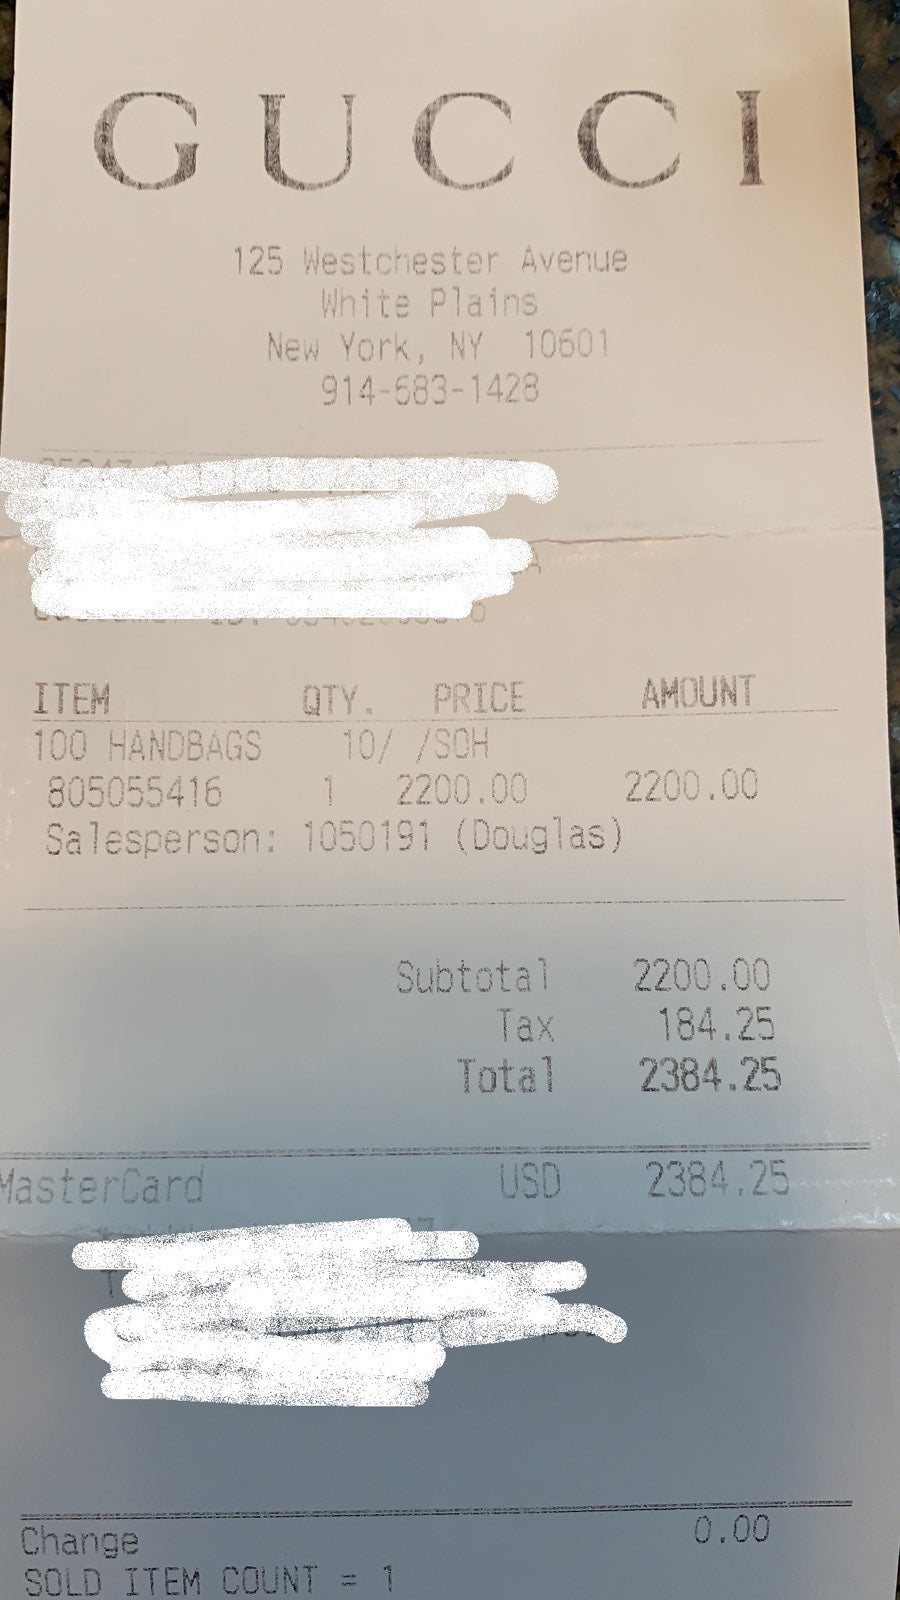 GUCCI
125 Westchester Avenue
White Plains
New York, NY 10601
914-683-1428
ITEM QTY. PRICE AMOUNT
100 HANDBAGS 10/ /SOH
805055416 1 2200.00 2200.00
Salesperson: 1050191 (Douglas)
Subtotal 2200.00
Tax 184.25
Total 2384.25
MasterCard USD 2384.25
Change 0.00
SOLD ITEM COUNT = 1